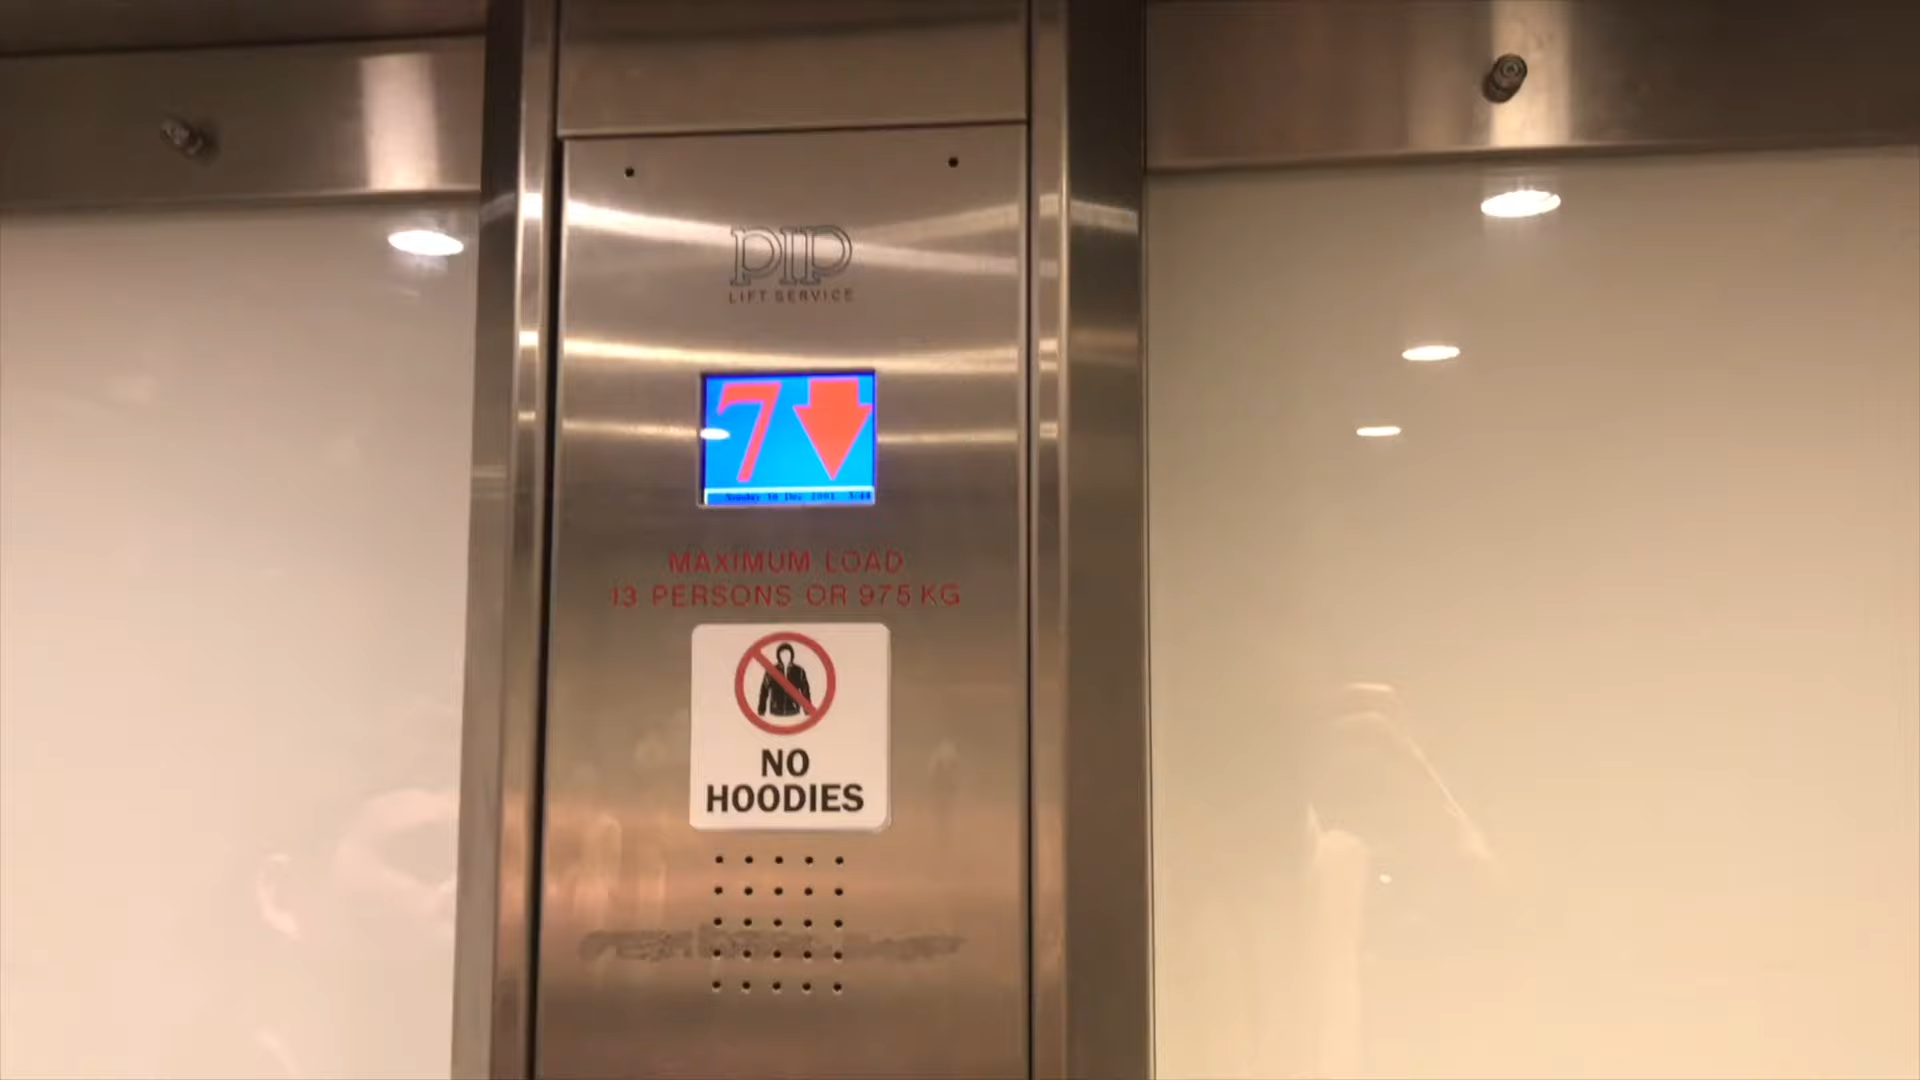 PIP
LIFT SERVICE
7
MAXIMUM LOAD
13 PERSONS OR 975 KG
NO
HOODIES